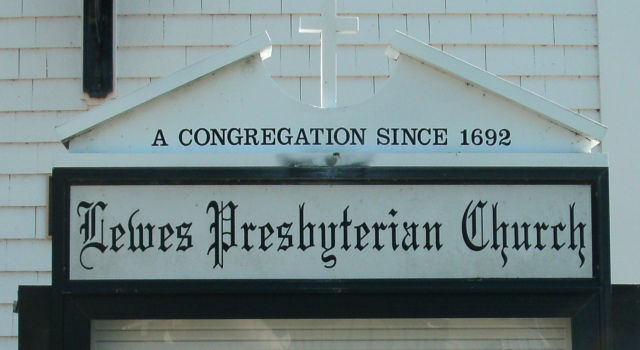 A CONGREGATION SINCE 1692
Lewes Presbyterian Church